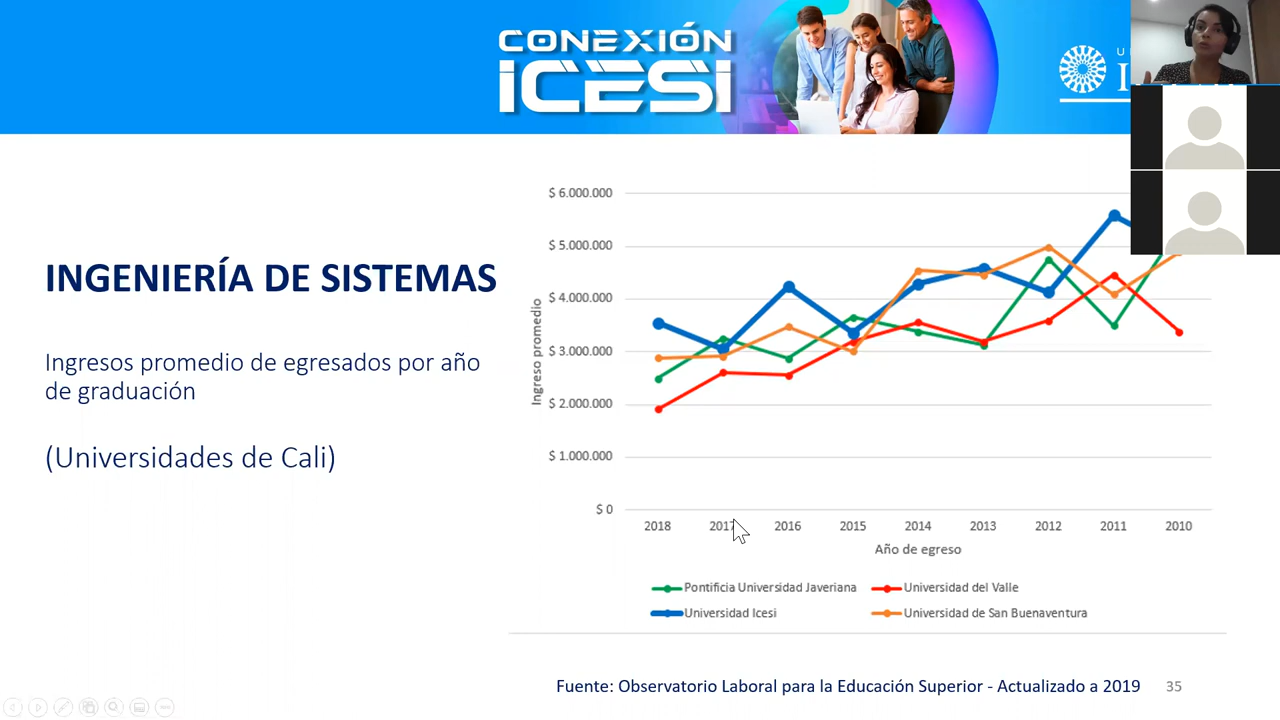 CONEXIÓN
ICESI
INGENIERÍA DE SISTEMAS
Ingresos promedio de egresados por año
de graduación
(Universidades de Cali)
Ingreso promedio
$ 6.000.000
$ 5.000.000
$ 4.000.000
$ 3.000.000
$ 2.000.000
$ 1.000.000
$ 0
2018 2017 2016 2015 2014 2013 2012 2011 2010
Año de egreso
Pontificia Universidad Javeriana Universidad del Valle
Universidad Icesi Universidad de San Buenaventura
Fuente: Observatorio Laboral para la Educación Superior - Actualizado a 2019 35